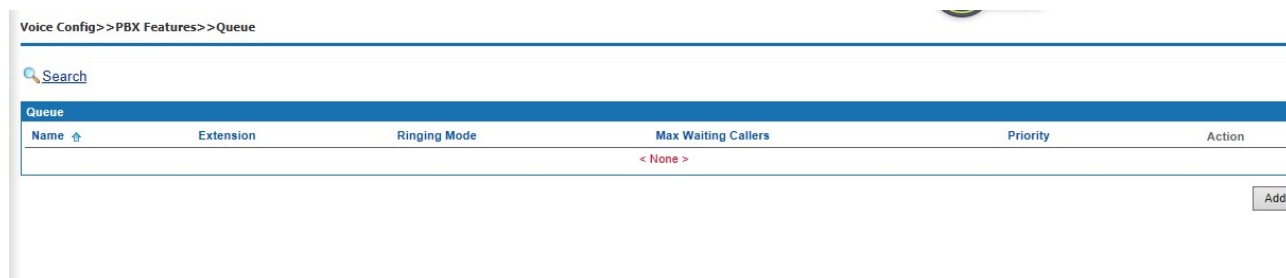 Voice Config>>PBX Features>>Queue
Search
Queue
Name Extension Ringing Mode Max Waiting Callers Priority Action
< None >
Add